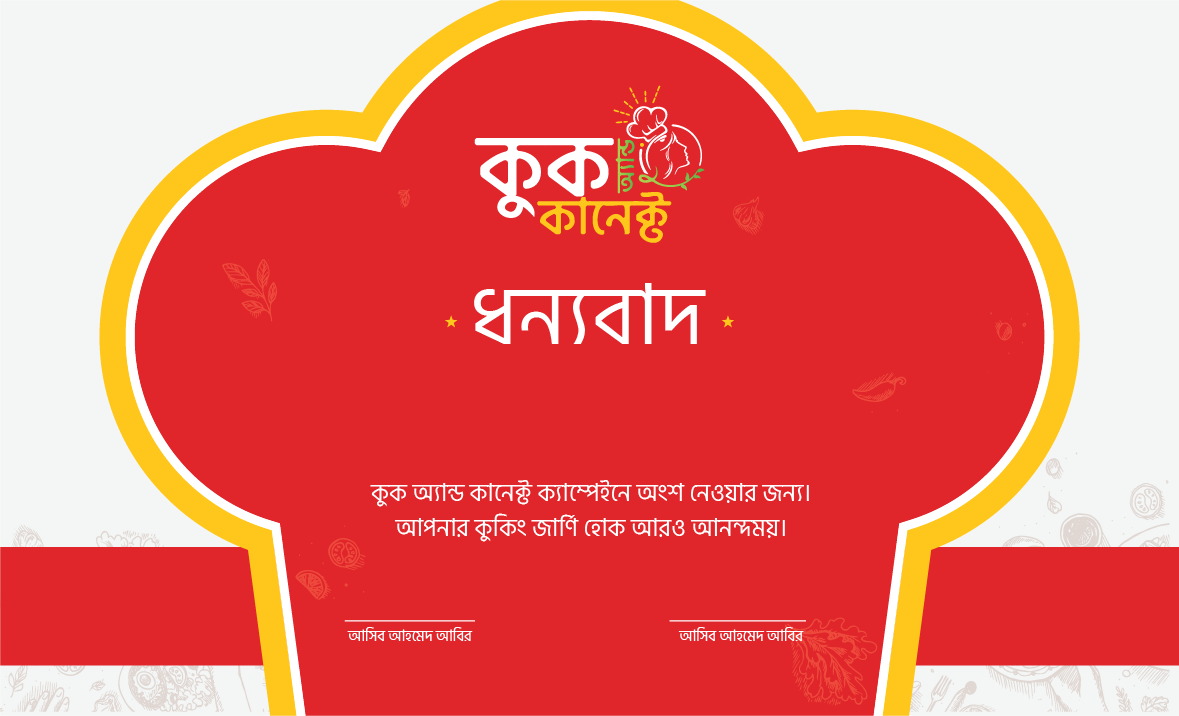 কুক অ্যান্ড
কানেক্ট
ধন্যবাদ
কুক অ্যান্ড কানেক্ট ক্যাম্পেইনে অংশ নেওয়ার জন্য।
আপনার কুকিং জার্ণি হোক আরও আনন্দময়।
আসিব আহমেদ আবির
আসিব আহমেদ আবির